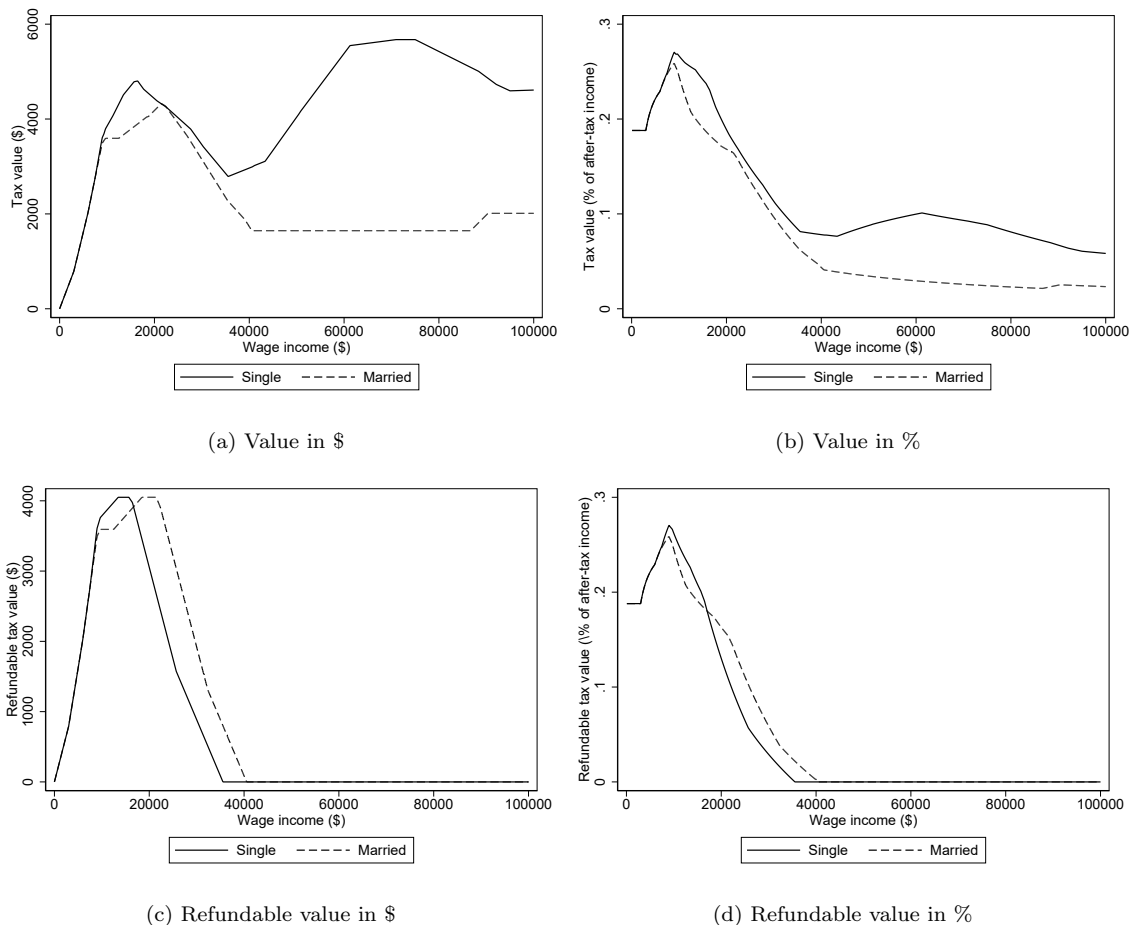 Tax value ($)
6000
4000
2000
0
0 20000 40000 60000 80000 100000
Wage income ($)
Single Married
(a) Value in $
Tax value (% of after-tax income)
.3
.2
.1
0
0 20000 40000 60000 80000 100000
Wage income ($)
Single Married
(b) Value in %
Refundable tax value ($)
4000
3000
2000
1000
0
0 20000 40000 60000 80000 100000
Wage income ($)
Single Married
(c) Refundable value in $
Refundable tax value (\% of after-tax income)
.3
.2
.1
0
0 20000 40000 60000 80000 100000
Wage income ($)
Single Married
(d) Refundable value in %